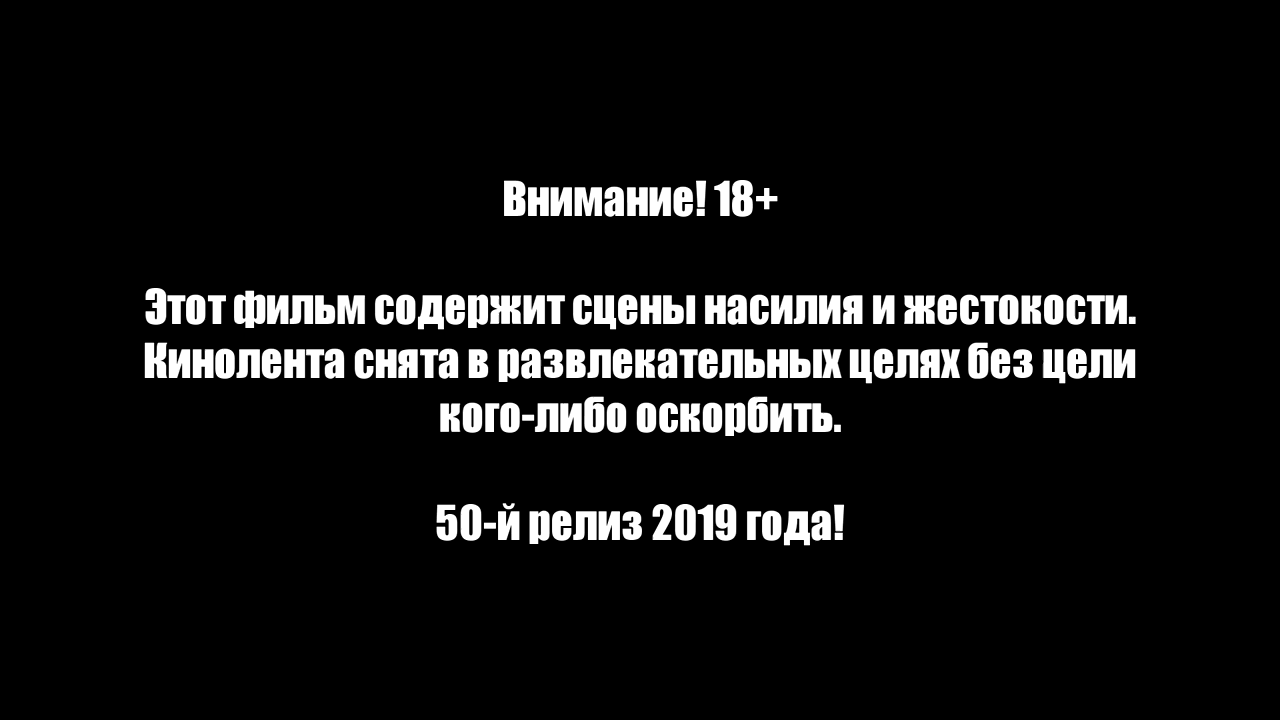 Внимание! 18+
Этот фильм содержит сцены насилия и жестокости.
Кинолента снята в развлекательных целях без цели
кого-либо оскорбить.
50-й релиз 2019 года!